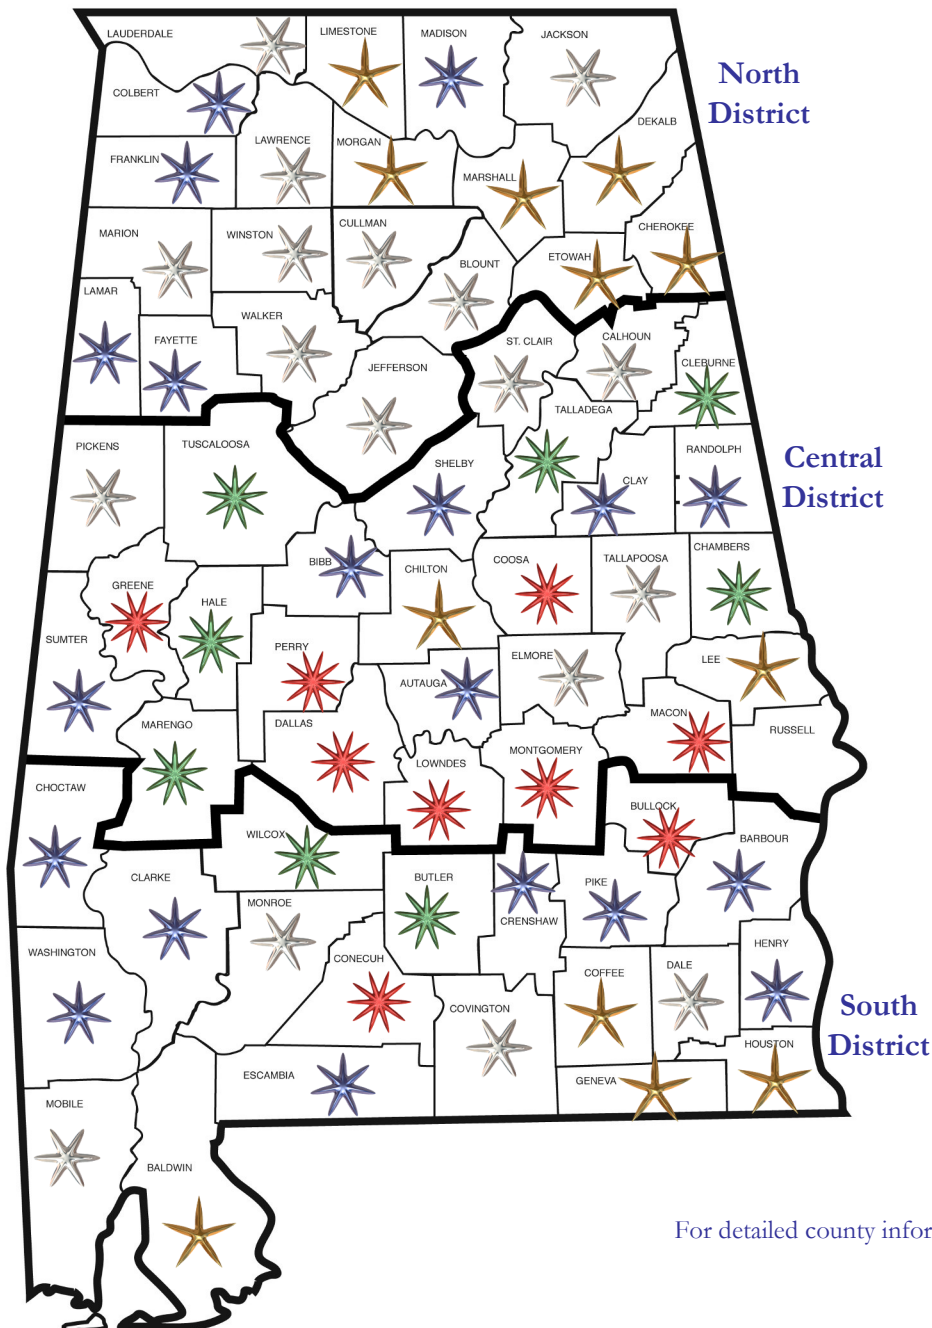 LAUDERDALE
LIMESTONE
MADISON
JACKSON
North
District
COLBERT
DEKALB
LAWRENCE
MORGAN
FRANKLIN
MARSHALL
MARION
WINSTON
CULLMAN
CHEROKEE
ETOWAH
BLOUNT
LAMAR
WALKER
FAYETTE
ST. CLAIR
CALHOUN
JEFFERSON
CLEBURNE
TALLADEGA
PICKENS
TUSCALOOSA
RANDOLPH
Central
District
SHELBY
CLAY
CHAMBERS
BIBB
CHILTON
COOSA
TALLAPOOSA
GREENE
HALE
SUMTER
PERRY
ELMORE
LEE
AUTAUGA
MACON
MARENGO
DALLAS
RUSSELL
LOWNDES
MONTGOMERY
CHOCTAW
BULLOCK
WILCOX
BARBOUR
CLARKE
BUTLER
PIKE
MONROE
CRENSHAW
WASHINGTON
CONECUH
HENRY
COFFEE
DALE
COVINGTON
South
District
HOUSTON
ESCAMBIA
GENEVA
MOBILE
BALDWIN
For detailed county infor